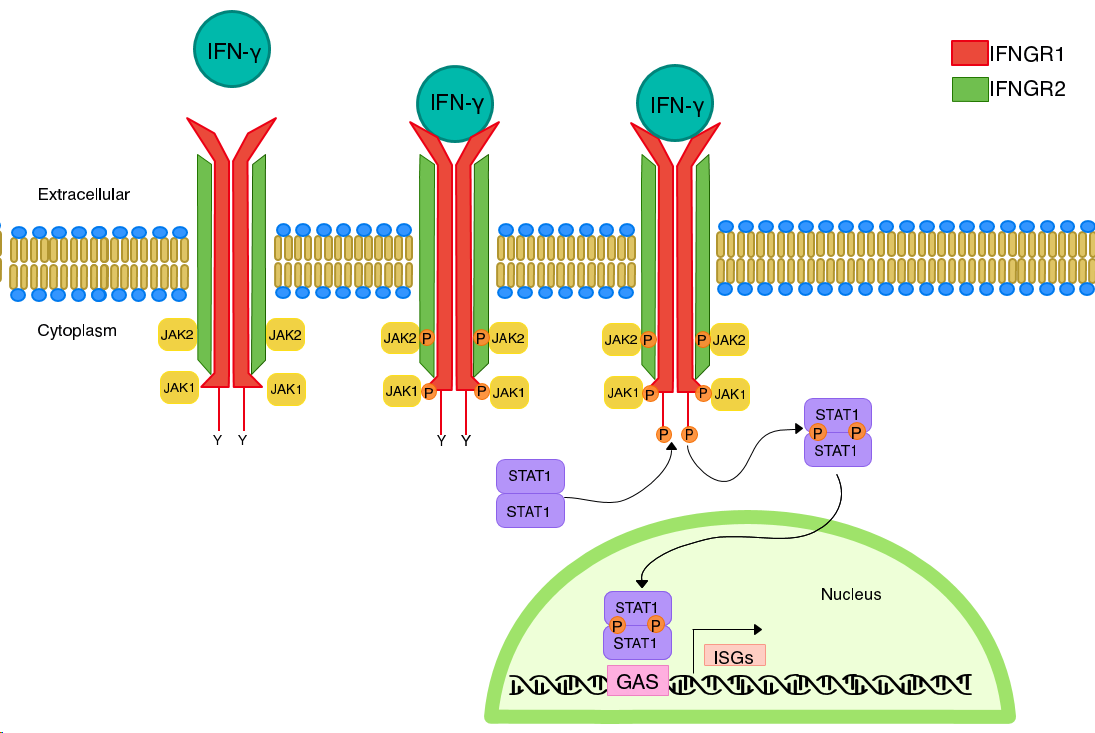 IFN-γ
IFN-γ
IFN-γ
IFNGR1
IFNGR2
Extracellular
Cytoplasm
JAK2 JAK2
JAK1 JAK1
Y Y
JAK2 P P JAK2
JAK1 P P JAK1
Y Y
JAK2 P P JAK2
JAK1 P P JAK1
P P
STAT1
STAT1
STAT1
P P
STAT1
Nucleus
STAT1
P P
STAT1
GAS
ISGs